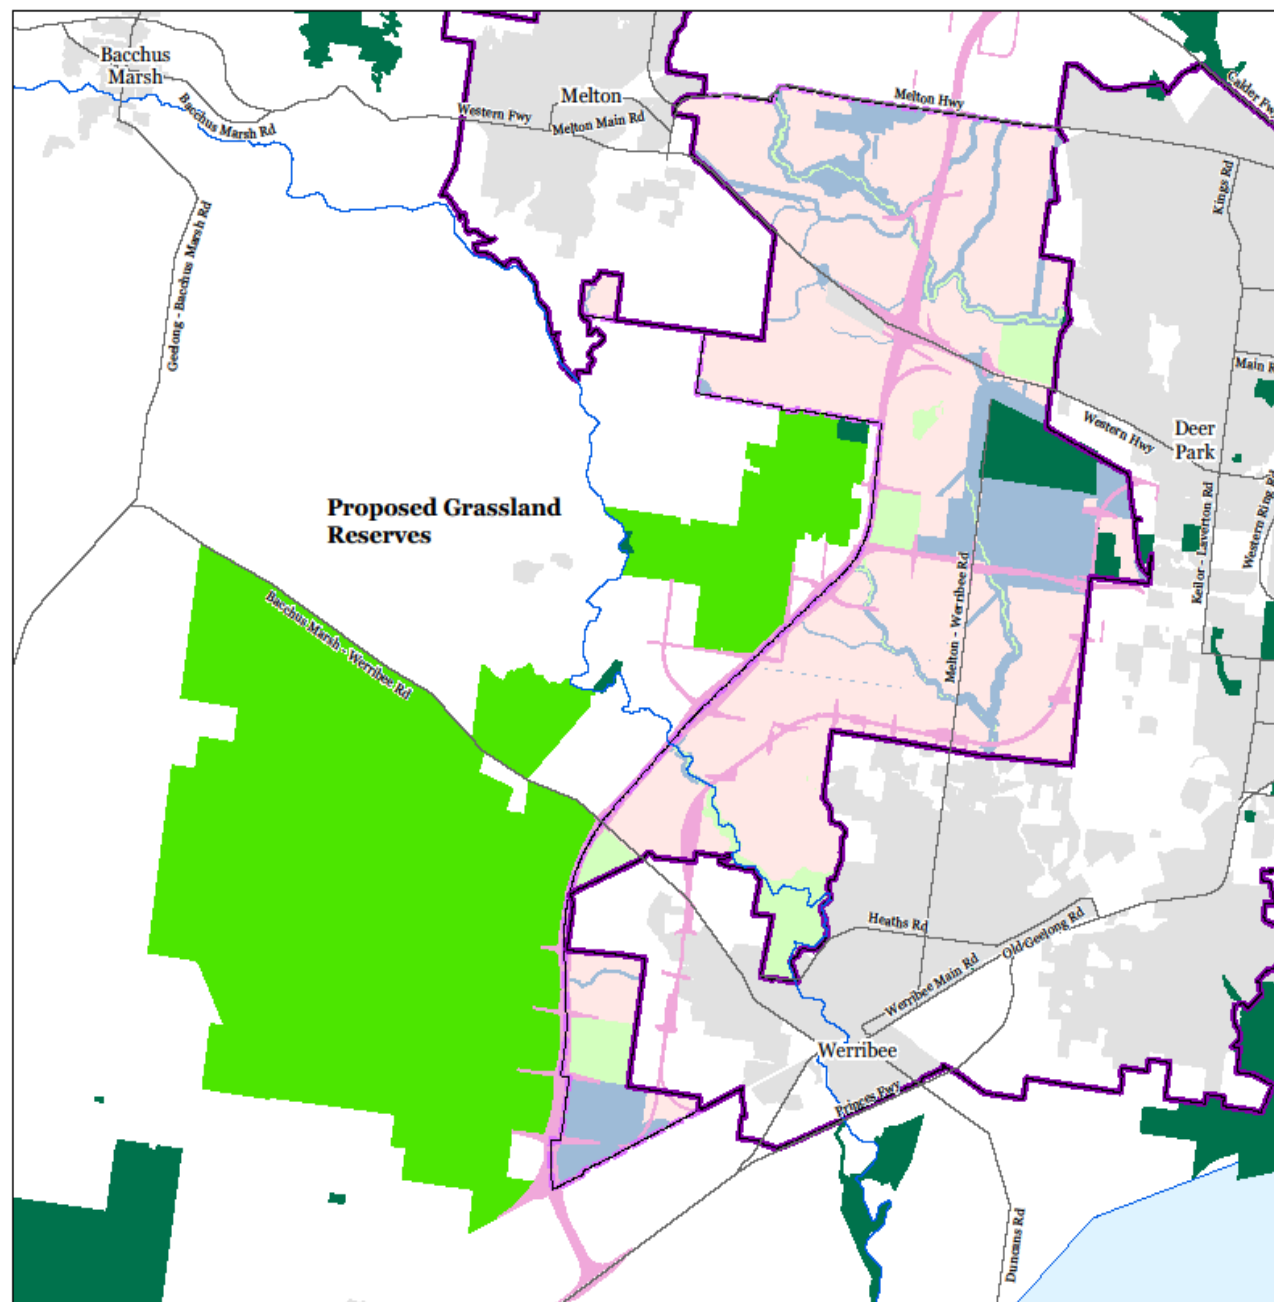 Bacchus
Marsh
Melton
Melton Hwy
Calder Fwy
Bacchus Marsh Rd
Western Fwy
Melton Main Rd
Kings Rd
Geelong - Bacchus Marsh Rd
Main R
Western Hwy
Deer
Park
Proposed Grassland
Reserves
Keilor - Laverton Rd
Western Ring Rd
Melton - Werribee Rd
Bacchus Marsh - Werribee Rd
Heaths Rd
Old Geelong Rd
Werribee Main Rd
Werribee
Princes Fwy
Duncans Rd